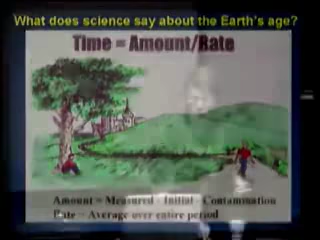 What does science say about the Earth's age?
Time = Amount/Rate
Amount = Measured - Initial - Contamination
Rate = Average over entire period